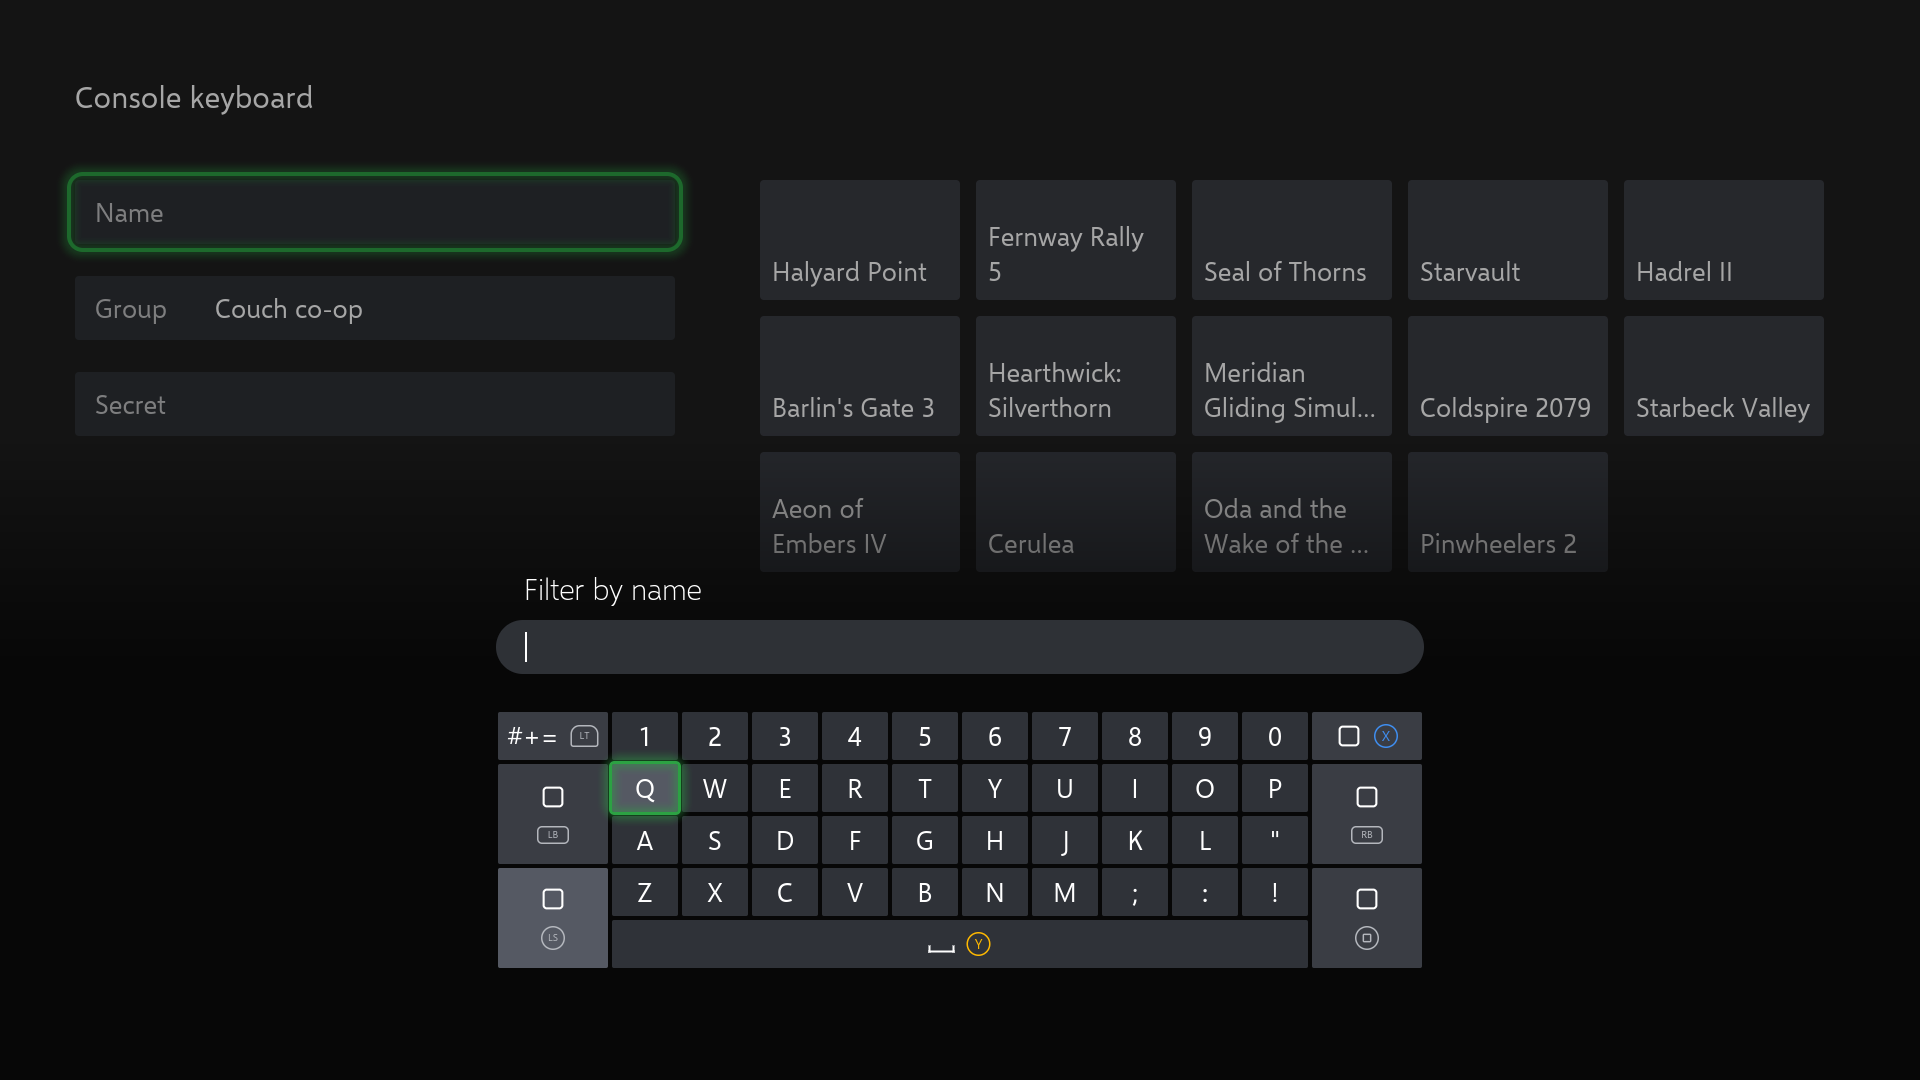 Console keyboard
Name
Group Couch co-op
Secret
Halyard Point
Fernway Rally
5
Seal of Thorns
Starvault
Hadrel II
Barlin's Gate 3
Hearthwick:
Silverthorn
Meridian
Gliding Simul...
Coldspire 2079
Starbeck Valley
Aeon of
Embers IV
Cerulea
Oda and the
Wake of the ...
Pinwheelers 2
Filter by name
#+= LT 1 2 3 4 5 6 7 8 9 0 X
LB Q W E R T Y U I O P RB
A S D F G H J K L "
LS Z X C V B N M ; : !
Y